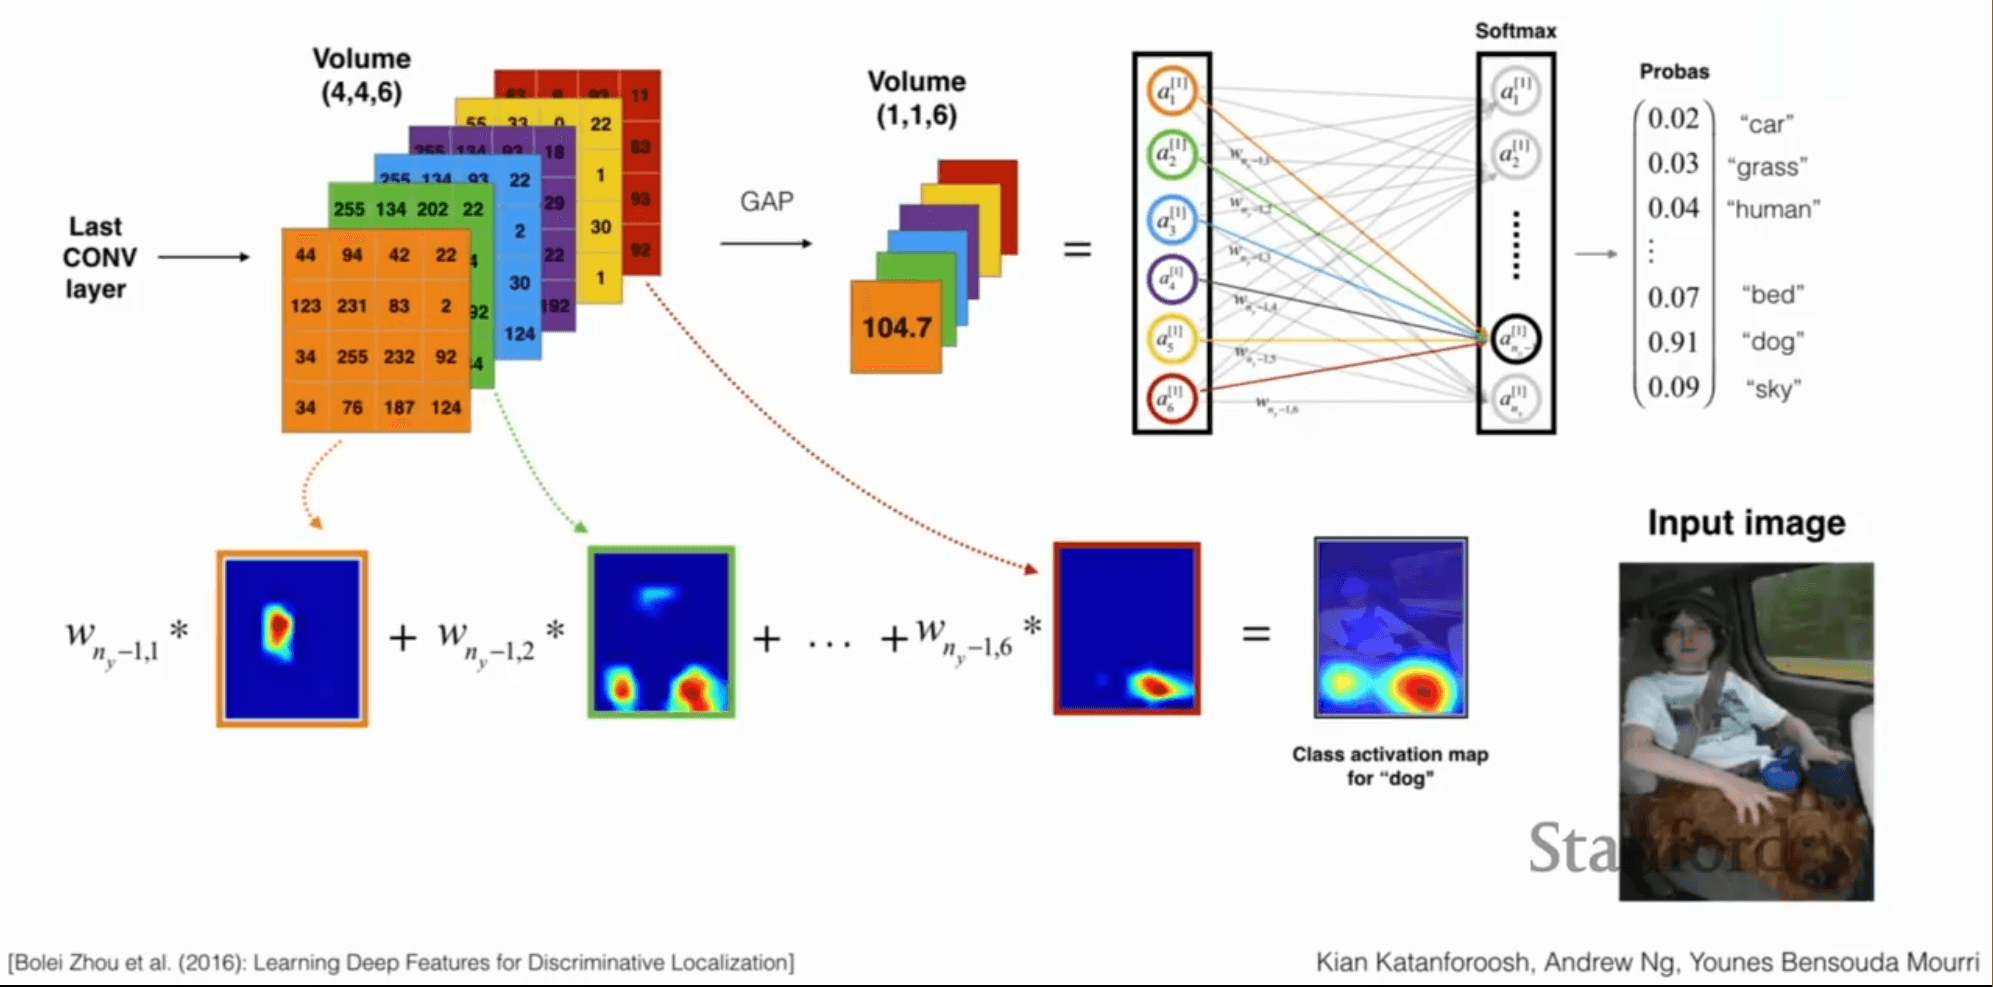 Softmax
Volume
(4,4,6)
Volume
(1,1,6)
Probas
11
55 33 0 22
83
255 134 93 18
1
255 134 93 22
29
93
255 134 202 22
2
30
22
92
44 94 42 22
30
1
123 231 83 2
92
192
124
34 255 232 92
34 76 187 124
Last
CONV
layer
GAP
104.7
=
a_1^[1]
a_2^[1]
a_3^[1]
a_4^[1]
a_5^[1]
a_6^[1]
w_{n_y−1,1}
w_{n_y−1,2}
w_{n_y−1,3}
w_{n_y−1,4}
w_{n_y−1,5}
w_{n_y−1,6}
a_1^[1]
a_2^[1]
a_{n_y−1}^[1]
a_{n_y}^[1]
0.02 “car”
0.03 “grass”
0.04 “human”
⋮
0.07 “bed”
0.91 “dog”
0.09 “sky”
w_{n_y−1,1} * + w_{n_y−1,2} * + ... + w_{n_y−1,6} * =
Class activation map
for “dog”
Input image
Stanford
[Bolei Zhou et al. (2016): Learning Deep Features for Discriminative Localization]
Kian Katanforoosh, Andrew Ng, Younes Bensouda Mourri